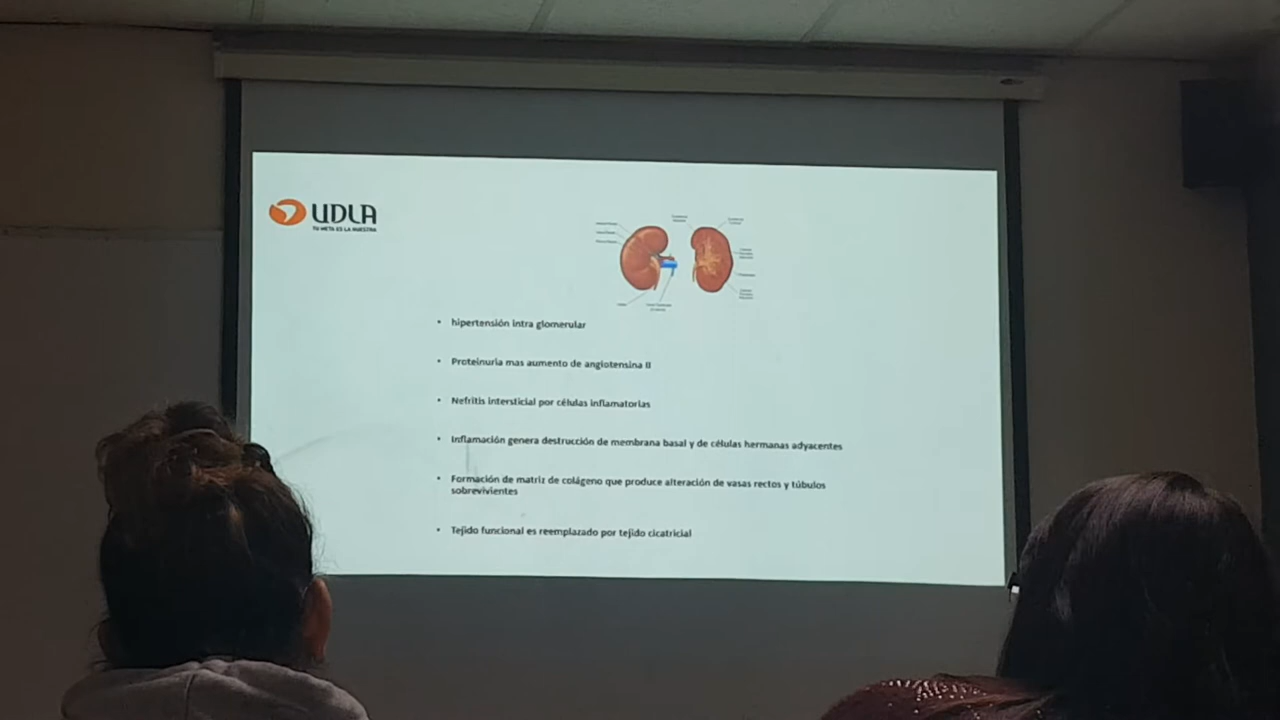 UDLA
TU META ES LA NUESTRA
• hipertensión intra glomerular
• Proteinuria mas aumento de angiotensina II
• Nefritis intersticial por células inflamatorias
• Inflamación genera destrucción de membrana basal y de células hermanas adyacentes
• Formación de matriz de colágeno que produce alteración de vasas rectos y túbulos
sobrevivientes
• Tejido funcional es reemplazado por tejido cicatricial